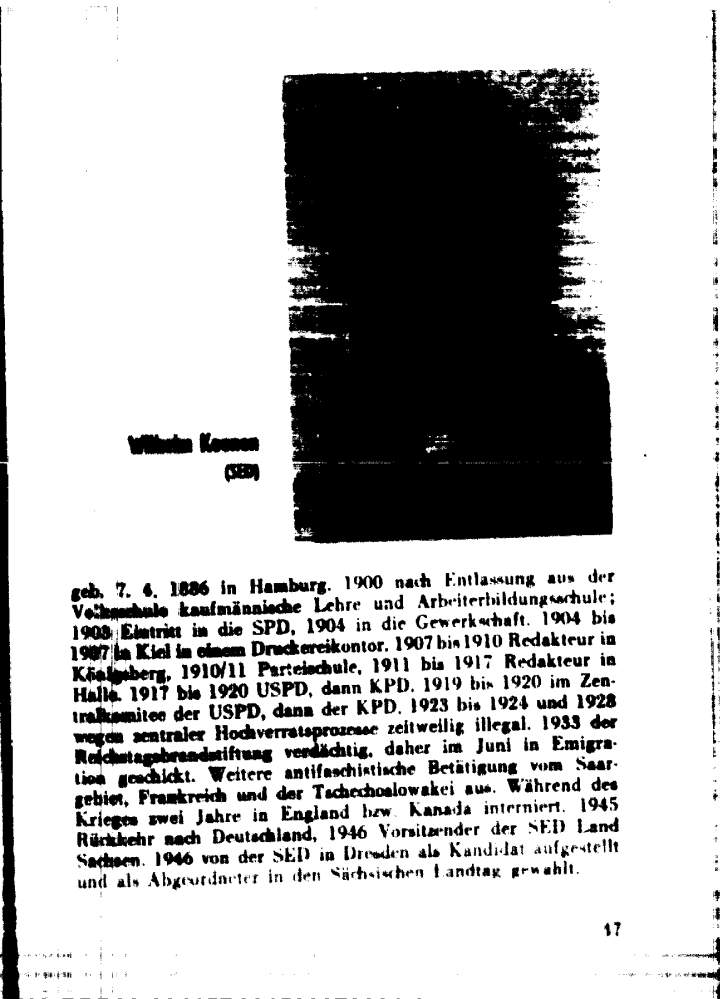 Wilhelm Koenen
(SED)
geb. 7. 4. 1886 in Hamburg. 1900 nach Entlassung aus der
Volksschule kaufmännische Lehre und Arbeiterbildungsschule;
1903 Eintritt in die SPD, 1904 in die Gewerkschaft. 1904 bis
1907 in Kiel in einem Druckereikontor, 1907 bis 1910 Redakteur in
Königsberg, 1910/11 Parteischule, 1911 bis 1917 Redakteur in
Halle. 1917 bis 1920 USPD, dann KPD. 1919 bis 1920 im Zen-
tralkomitee der USPD, dann der KPD. 1923 bis 1924 und 1928
wegen zentraler Hochverratsprozesse zeitweilig illegal. 1933 der
Reichstagsbrandstiftung verdächtig, daher im Juni in Emigra-
tion geschickt. Weitere antifaschistische Betätigung vom Saar-
gebiet, Frankreich und der Tschechoslowakei aus. Während des
Krieges zwei Jahre in England bzw. Kanada interniert. 1945
Rückkehr nach Deutschland, 1946 Vorsitzender der SED Land
Sachsen. 1946 von der SED in Dresden als Kandidat aufgestellt
und als Abgeordneter in den Sächsischen Landtag gewählt.
17